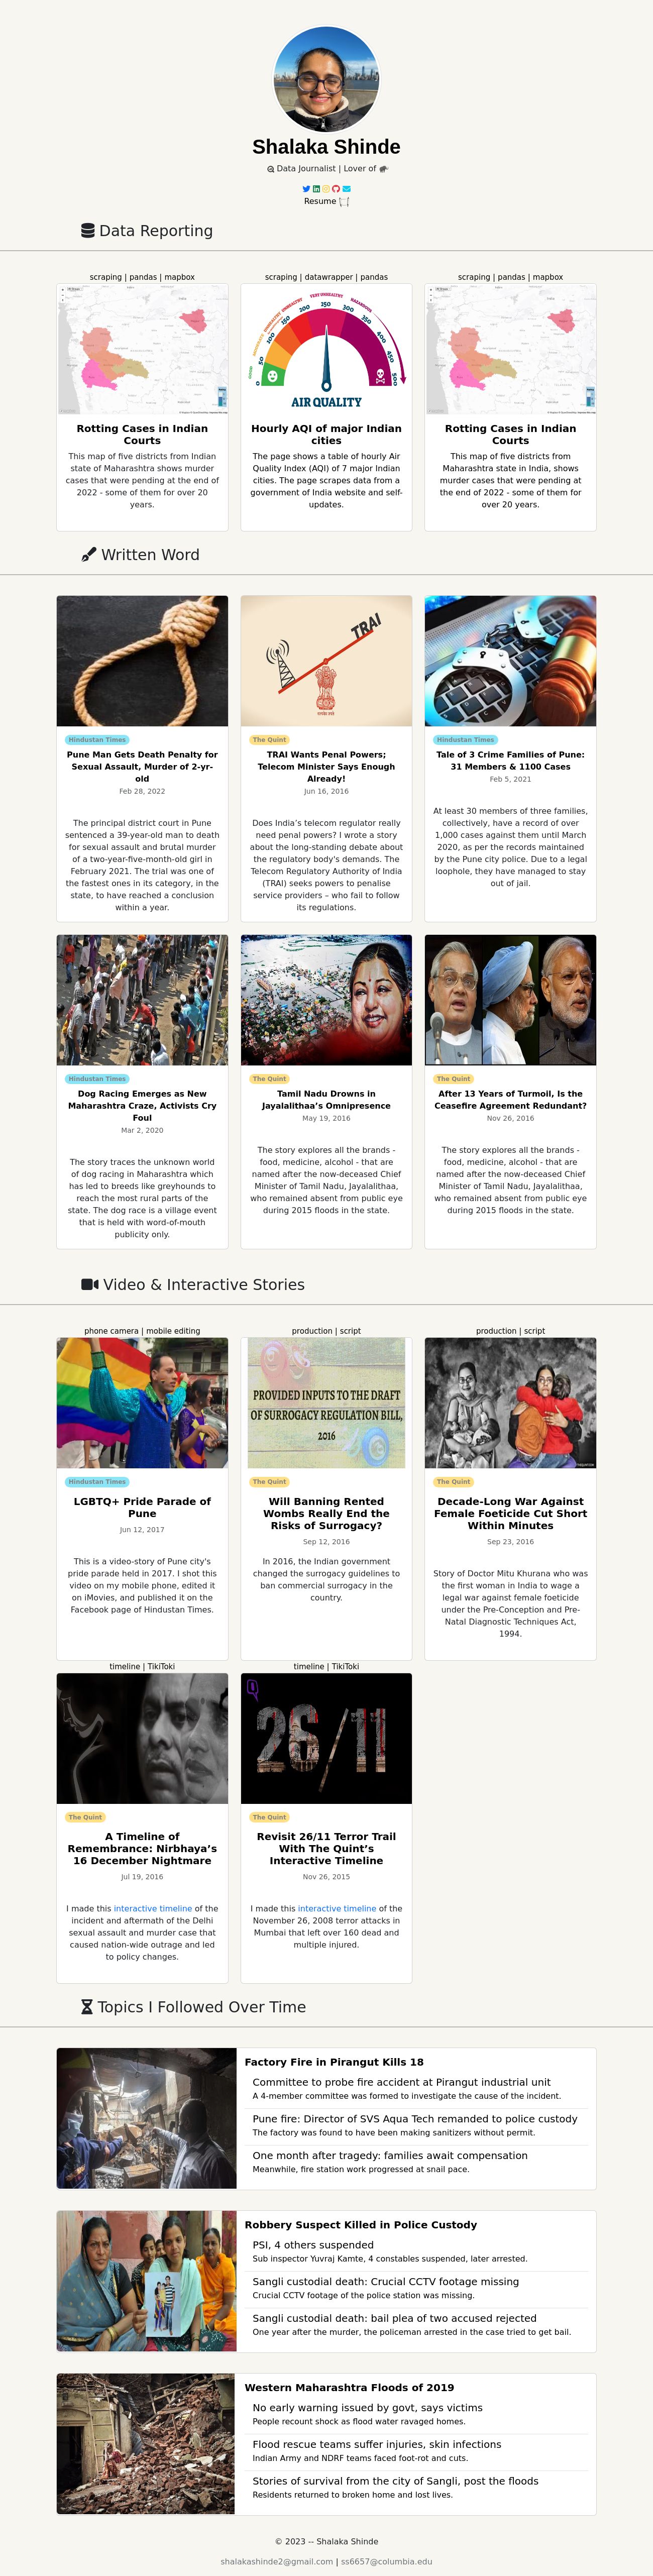 Shalaka Shinde
Data Journalist | Lover of
Resume
Data Reporting
scraping | pandas | mapbox
Rotting Cases in Indian
Courts
This map of five districts from Indian
state of Maharashtra shows murder
cases that were pending at the end of
2022 - some of them for over 20
years.
scraping | datawrapper | pandas
GOOD
MODERATE
UNHEALTHY
VERY UNHEALTHY
HAZARDOUS
0 50 100 150 200 250 300 350 400 450 500
AIR QUALITY
Hourly AQI of major Indian
cities
The page shows a table of hourly Air
Quality Index (AQI) of 7 major Indian
cities. The page scrapes data from a
government of India website and self-
updates.
scraping | pandas | mapbox
Rotting Cases in Indian
Courts
This map of five districts from
Maharashtra state in India, shows
murder cases that were pending at
the end of 2022 - some of them for
over 20 years.
Written Word
Hindustan Times
Pune Man Gets Death Penalty for
Sexual Assault, Murder of 2-yr-
old
Feb 28, 2022
The principal district court in Pune
sentenced a 39-year-old man to death
for sexual assault and brutal murder
of a two-year-five-month-old girl in
February 2021. The trial was one of
the fastest ones in its category, in the
state, to have reached a conclusion
within a year.
TRAI
The Quint
TRAI Wants Penal Powers;
Telecom Minister Says Enough
Already!
Jun 16, 2016
Does India’s telecom regulator really
need penal powers? I wrote a story
about the long-standing debate about
the regulatory body's demands. The
Telecom Regulatory Authority of India
(TRAI) seeks powers to penalise
service providers – who fail to follow
its regulations.
Hindustan Times
Tale of 3 Crime Families of Pune:
31 Members & 1100 Cases
Feb 5, 2021
At least 30 members of three families,
collectively, have a record of over
1,000 cases against them until March
2020, as per the records maintained
by the Pune city police. Due to a legal
loophole, they have managed to stay
out of jail.
Hindustan Times
Dog Racing Emerges as New
Maharashtra Craze, Activists Cry
Foul
Mar 2, 2020
The story traces the unknown world
of dog racing in Maharashtra which
has led to breeds like greyhounds to
reach the most rural parts of the
state. The dog race is a village event
that is held with word-of-mouth
publicity only.
The Quint
Tamil Nadu Drowns in
Jayalalithaa’s Omnipresence
May 19, 2016
The story explores all the brands -
food, medicine, alcohol - that are
named after the now-deceased Chief
Minister of Tamil Nadu, Jayalalithaa,
who remained absent from public eye
during 2015 floods in the state.
The Quint
After 13 Years of Turmoil, Is the
Ceasefire Agreement Redundant?
Nov 26, 2016
The story explores all the brands -
food, medicine, alcohol - that are
named after the now-deceased Chief
Minister of Tamil Nadu, Jayalalithaa,
who remained absent from public eye
during 2015 floods in the state.
Video & Interactive Stories
phone camera | mobile editing
Hindustan Times
LGBTQ+ Pride Parade of
Pune
Jun 12, 2017
This is a video-story of Pune city's
pride parade held in 2017. I shot this
video on my mobile phone, edited it
on iMovies, and published it on the
Facebook page of Hindustan Times.
production | script
PROVIDED INPUTS TO THE DRAFT
OF SURROGACY REGULATION BILL,
2016
The Quint
Will Banning Rented
Wombs Really End the
Risks of Surrogacy?
Sep 12, 2016
In 2016, the Indian government
changed the surrogacy guidelines to
ban commercial surrogacy in the
country.
production | script
The Quint
Decade-Long War Against
Female Foeticide Cut Short
Within Minutes
Sep 23, 2016
Story of Doctor Mitu Khurana who was
the first woman in India to wage a
legal war against female foeticide
under the Pre-Conception and Pre-
Natal Diagnostic Techniques Act,
1994.
timeline | TikiToki
The Quint
A Timeline of
Remembrance: Nirbhaya’s
16 December Nightmare
Jul 19, 2016
I made this interactive timeline of the
incident and aftermath of the Delhi
sexual assault and murder case that
caused nation-wide outrage and led
to policy changes.
timeline | TikiToki
26/11
The Quint
Revisit 26/11 Terror Trail
With The Quint’s
Interactive Timeline
Nov 26, 2015
I made this interactive timeline of the
November 26, 2008 terror attacks in
Mumbai that left over 160 dead and
multiple injured.
Topics I Followed Over Time
Factory Fire in Pirangut Kills 18
Committee to probe fire accident at Pirangut industrial unit
A 4-member committee was formed to investigate the cause of the incident.
Pune fire: Director of SVS Aqua Tech remanded to police custody
The factory was found to have been making sanitizers without permit.
One month after tragedy: families await compensation
Meanwhile, fire station work progressed at snail pace.
Robbery Suspect Killed in Police Custody
PSI, 4 others suspended
Sub inspector Yuvraj Kamte, 4 constables suspended, later arrested.
Sangli custodial death: Crucial CCTV footage missing
Crucial CCTV footage of the police station was missing.
Sangli custodial death: bail plea of two accused rejected
One year after the murder, the policeman arrested in the case tried to get bail.
Western Maharashtra Floods of 2019
No early warning issued by govt, says victims
People recount shock as flood water ravaged homes.
Flood rescue teams suffer injuries, skin infections
Indian Army and NDRF teams faced foot-rot and cuts.
Stories of survival from the city of Sangli, post the floods
Residents returned to broken home and lost lives.
© 2023 -- Shalaka Shinde
shalakashinde2@gmail.com | ss6657@columbia.edu